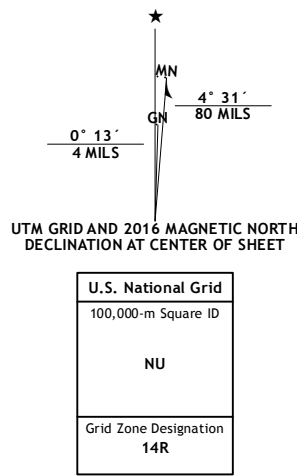 MN
GN
4° 31´
80 MILS
0° 13´
4 MILS
UTM GRID AND 2016 MAGNETIC NORTH
DECLINATION AT CENTER OF SHEET
U.S. National Grid
100,000-m Square ID
NU
Grid Zone Designation
14R